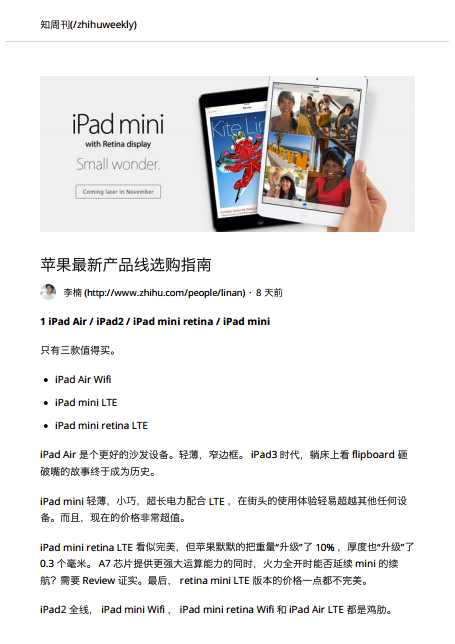 知周刊(/zhihuweekly)
iPad mini
with Retina display
Small wonder.
Coming later in November
Kite Lin
苹果最新产品线选购指南
李楠 (http://www.zhihu.com/people/linan) · 8 天前
1 iPad Air / iPad2 / iPad mini retina / iPad mini
只有三款值得买。
• iPad Air Wifi
• iPad mini LTE
• iPad mini retina LTE
iPad Air 是个更好的沙发设备。轻薄，窄边框。 iPad3 时代，躺床上看 flipboard 砸
破嘴的故事终于成为历史。
iPad mini 轻薄，小巧，超长电力配合 LTE ，在街头的使用体验轻易超越其他任何设
备。而且，现在的价格非常超值。
iPad mini retina LTE 看似完美，但苹果默默的把重量“升级”了 10% ，厚度也“升级”了
0.3 个毫米。 A7 芯片提供更强大运算能力的同时，火力全开时能否延续 mini 的续
航？需要 Review 证实。最后， retina mini LTE 版本的价格一点都不完美。
iPad2 全线， iPad mini Wifi ， iPad mini retina Wifi 和 iPad Air LTE 都是鸡肋。